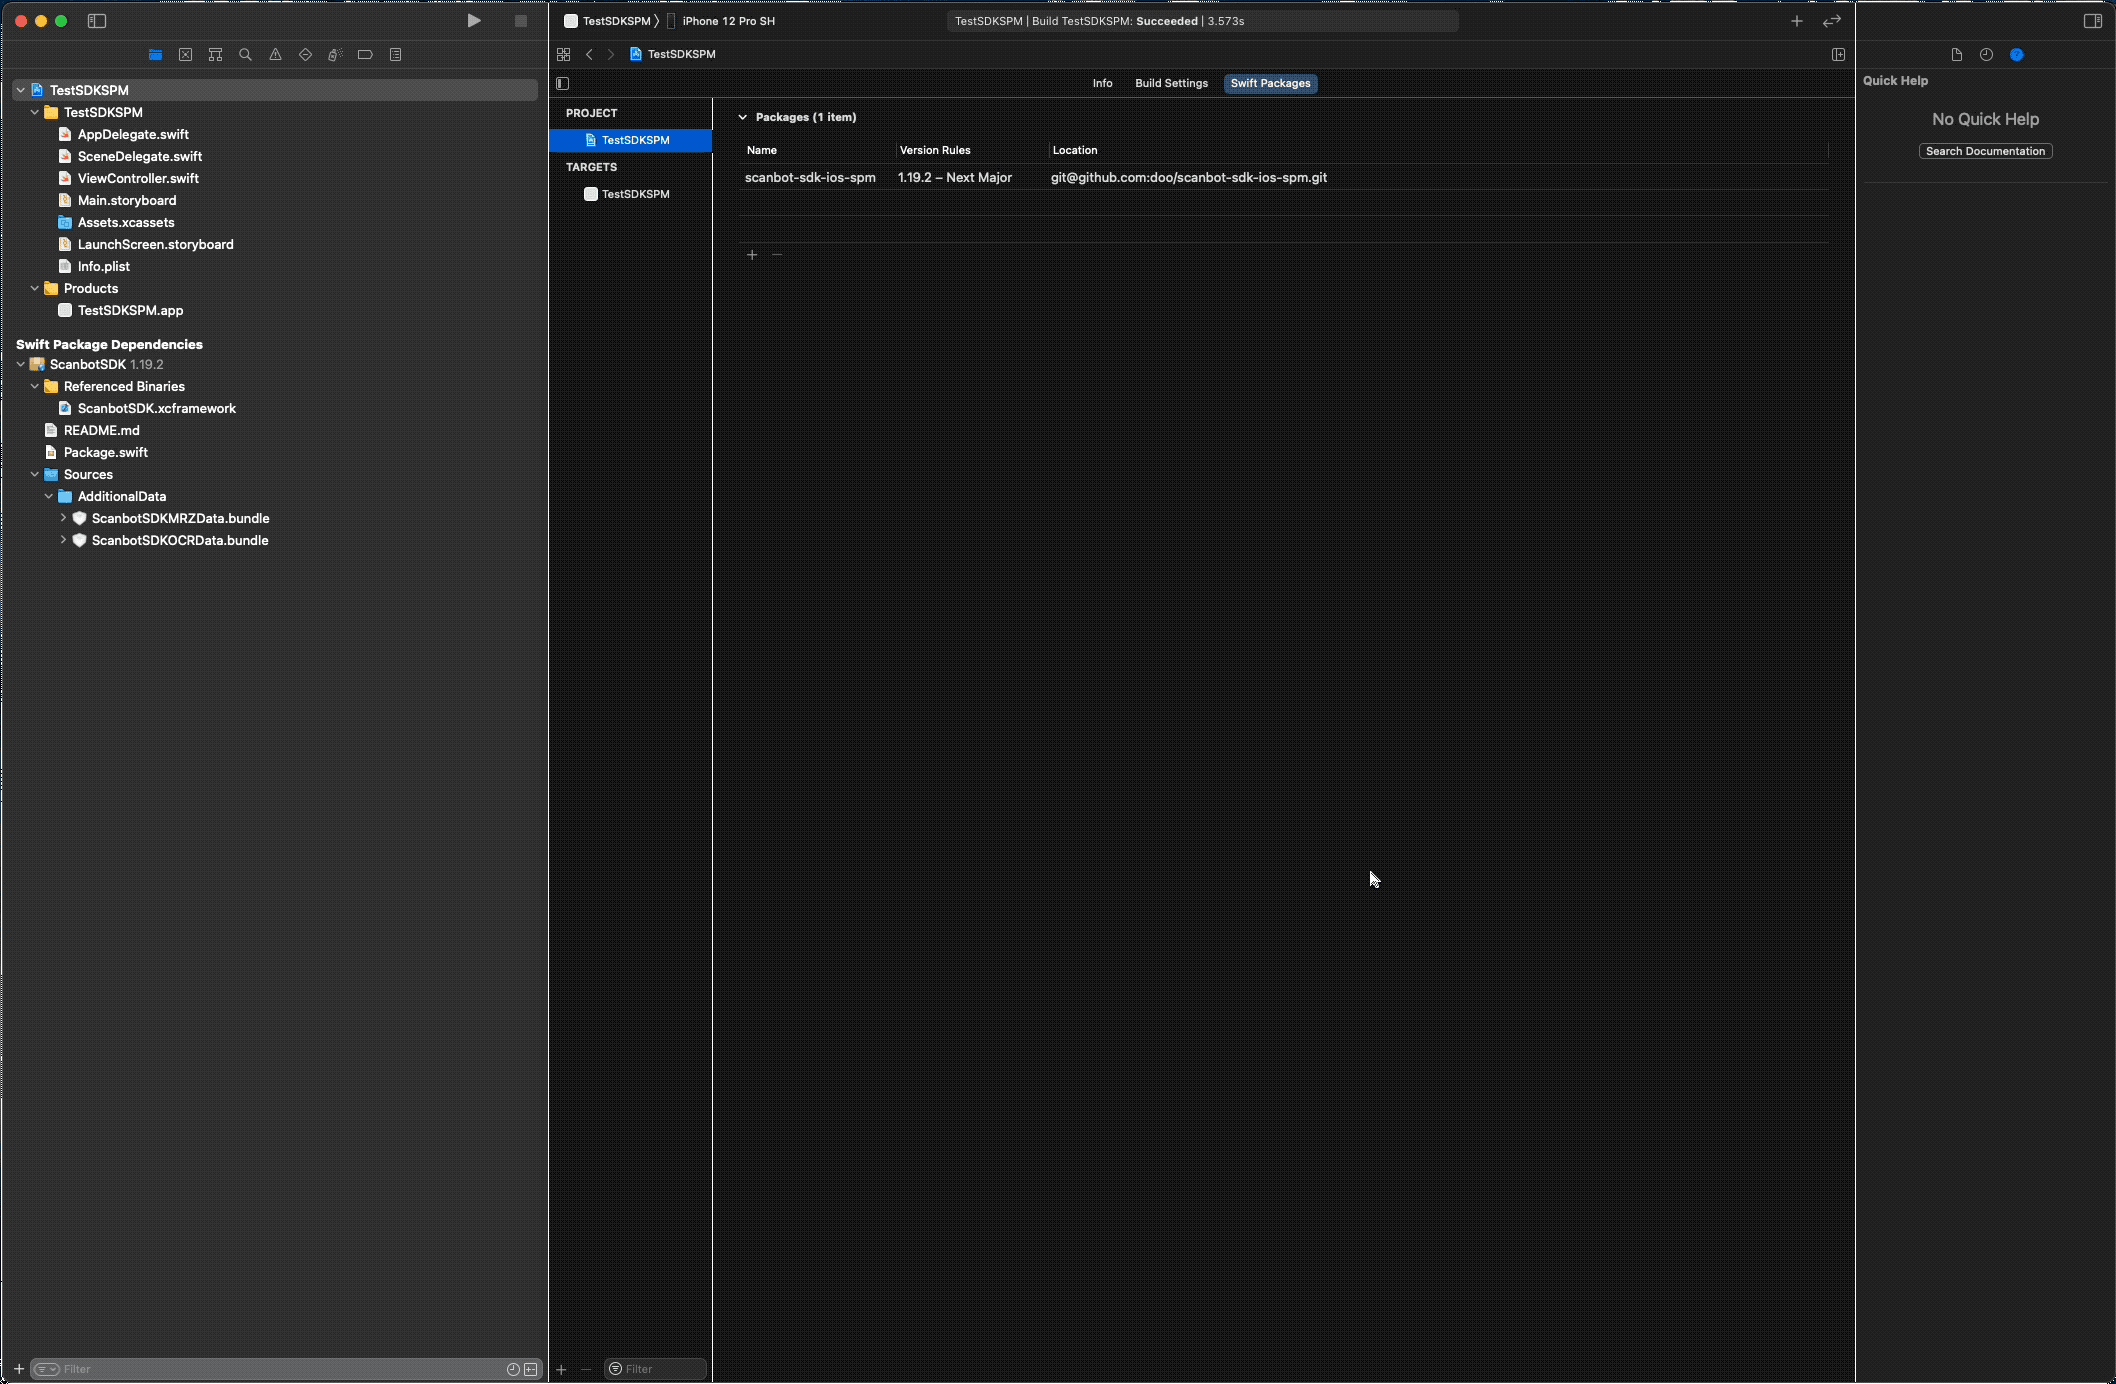 TestSDKSPM
TestSDKSPM
AppDelegate.swift
SceneDelegate.swift
ViewController.swift
Main.storyboard
Assets.xcassets
LaunchScreen.storyboard
Info.plist
Products
TestSDKSPM.app
Swift Package Dependencies
ScanbotSDK 1.19.2
Referenced Binaries
ScanbotSDK.xcframework
README.md
Package.swift
Sources
AdditionalData
ScanbotSDKMRZData.bundle
ScanbotSDKOCRData.bundle
Filter
TestSDKSPM iPhone 12 Pro SH
TestSDKSPM | Build TestSDKSPM: Succeeded | 3.573s
TestSDKSPM
Info Build Settings Swift Packages
PROJECT
TestSDKSPM
TARGETS
TestSDKSPM
Filter
Packages (1 item)
Name Version Rules Location
scanbot-sdk-ios-spm 1.19.2 – Next Major git@github.com:doo/scanbot-sdk-ios-spm.git
Quick Help
No Quick Help
Search Documentation